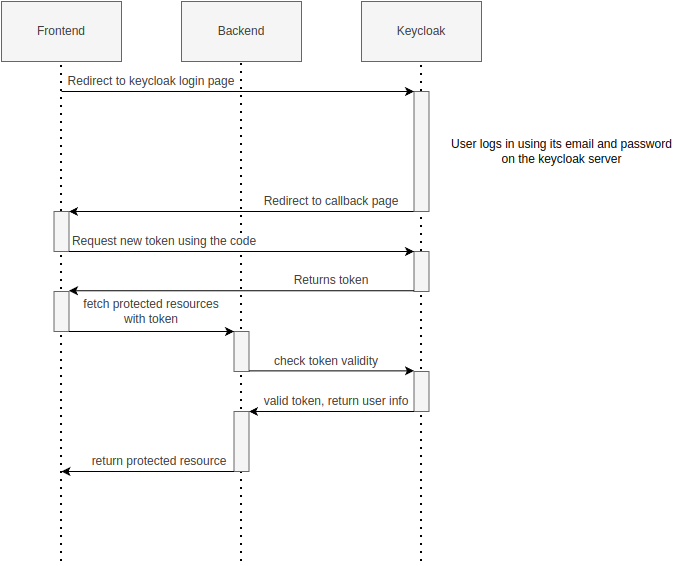 Frontend
Backend
Keycloak
Redirect to keycloak login page
User logs in using its email and password
on the keycloak server
Redirect to callback page
Request new token using the code
Returns token
fetch protected resources
with token
check token validity
valid token, return user info
return protected resource